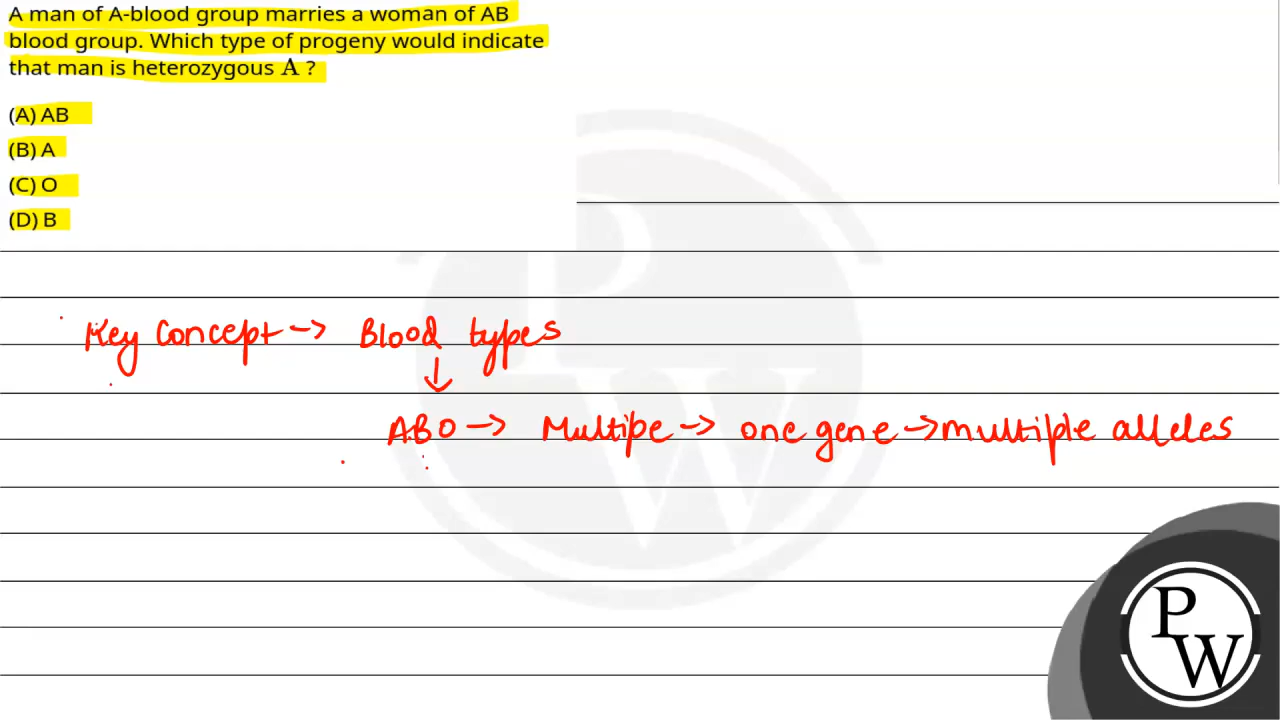 A man of A-blood group marries a woman of AB
blood group. Which type of progeny would indicate
that man is heterozygous A ?
(A) AB
(B) A
(C) O
(D) B
Key Concept → Blood types
↓
ABO → Multipe → one gene → multiple alleles
P
W
P
W